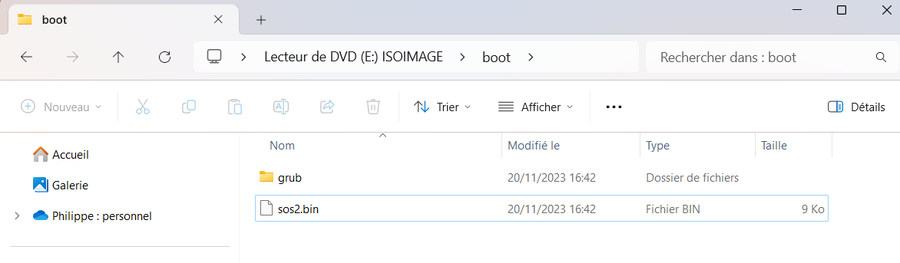 boot
Lecteur de DVD (E:) ISOIMAGE > boot > Rechercher dans : boot
Nouveau Trier Afficher ... Détails
Nom Modifié le Type Taille
Accueil
grub 20/11/2023 16:42 Dossier de fichiers
Galerie
sos2.bin 20/11/2023 16:42 Fichier BIN 9 Ko
Philippe : personnel